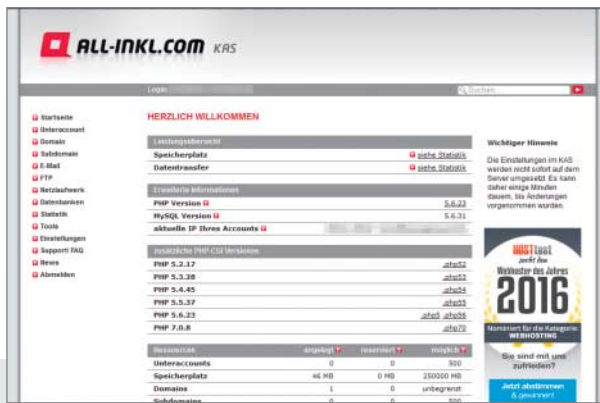 ALL-INKL.COM KAS
Login
Suchen
Startseite
Unteraccount
Domain
Subdomain
E-Mail
FTP
Netzlaufwerk
Datenbanken
Statistik
Tools
Einstellungen
Support/ FAQ
News
Abmelden
HERZLICH WILLKOMMEN
Leistungsübersicht
Speicherplatz siehe Statistik
Datentransfer siehe Statistik
Erweiterte Informationen
PHP Version 5.6.23
MySQL Version 5.6.31
aktuelle IP Ihres Accounts
zusätzliche PHP-CGI Versionen
PHP 5.2.17 .php52
PHP 5.3.28 .php53
PHP 5.4.45 .php54
PHP 5.5.37 .php55
PHP 5.6.23 .php5 .php56
PHP 7.0.8 .php70
Ressourcen angelegt reserviert möglich
Unteraccounts 0 0 500
Speicherplatz 46 MB 0 MB 250000 MB
Domains 1 0 unbegrenzt
Subdomains 0 0 500
Wichtiger Hinweis
Die Einstellungen im KAS
werden nicht sofort auf dem
Server umgesetzt. Es kann
daher einige Minuten
dauern, bis Änderungen
vorgenommen wurden.
HOSTtest
sucht den
Webhoster des Jahres
2016
Nominiert für die Kategorie:
WEBHOSTING
Sie sind mit uns
zufrieden?
Jetzt abstimmen
& gewinnen!